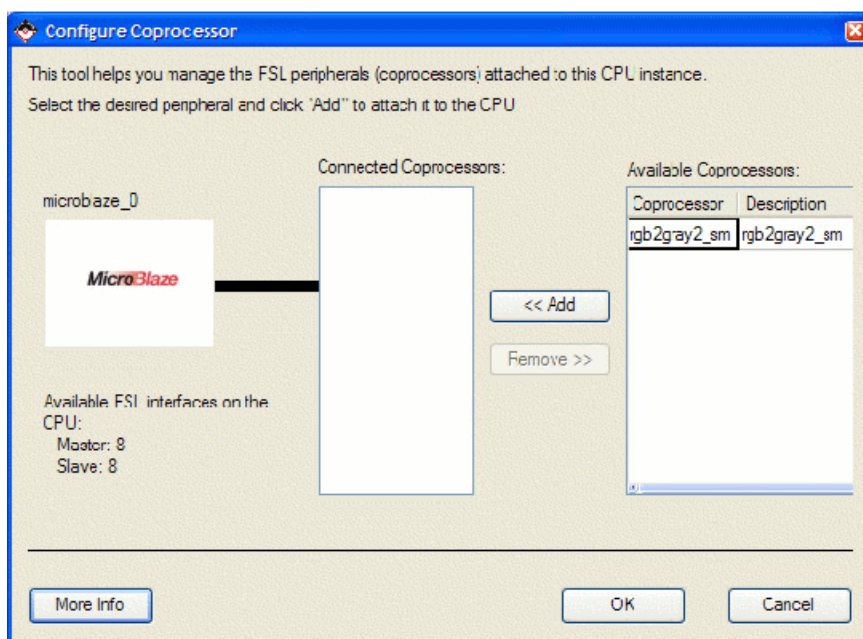 Configure Coprocessor
This tool helps you manage the FSL peripherals (coprocessors) attached to this CPU instance.
Select the desired peripheral and click "Add" to attach it to the CPU
microblaze_0
MicroBlaze
Available FSL interfaces on the
CPU:
Master: 8
Slave: 8
Connected Coprocessors:
<< Add
Remove >>
Available Coprocessors:
Coprocessor Description
rgb2gray2_sm rgb2gray2_sm
More Info
OK
Cancel